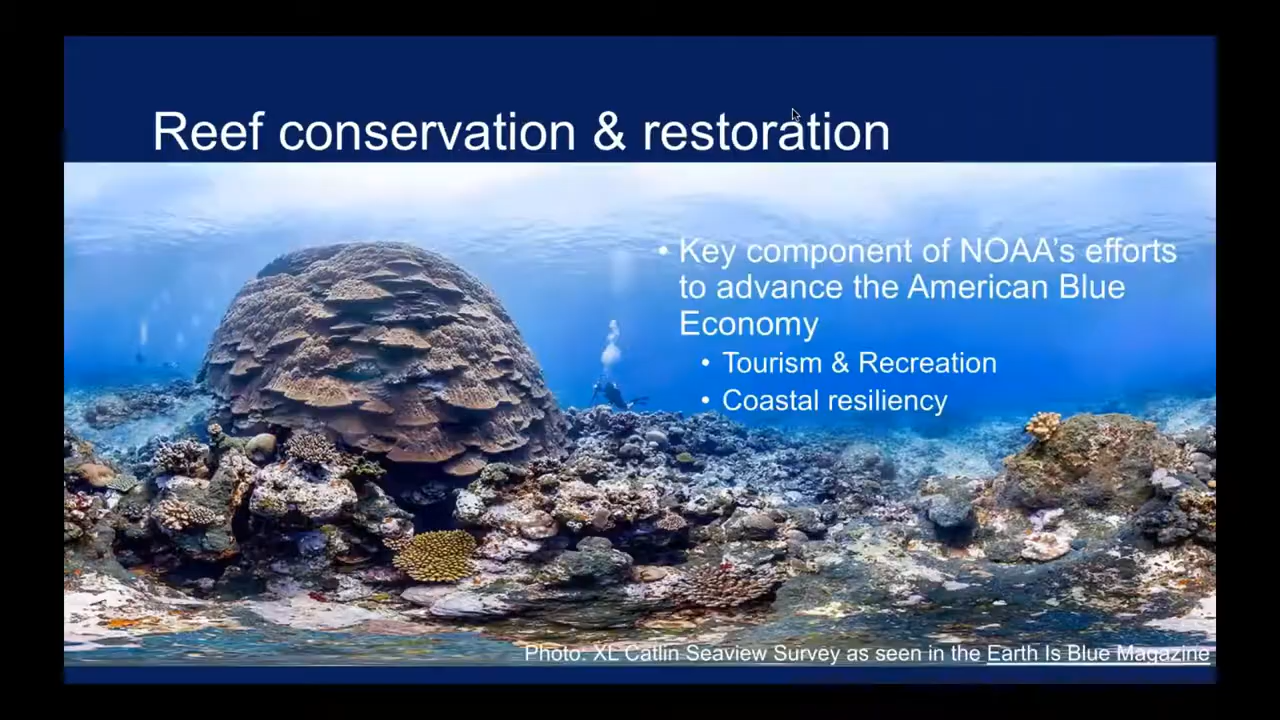 Reef conservation & restoration
• Key component of NOAA’s efforts
to advance the American Blue
Economy
• Tourism & Recreation
• Coastal resiliency
Photo: XL Catlin Seaview Survey as seen in the Earth Is Blue Magazine